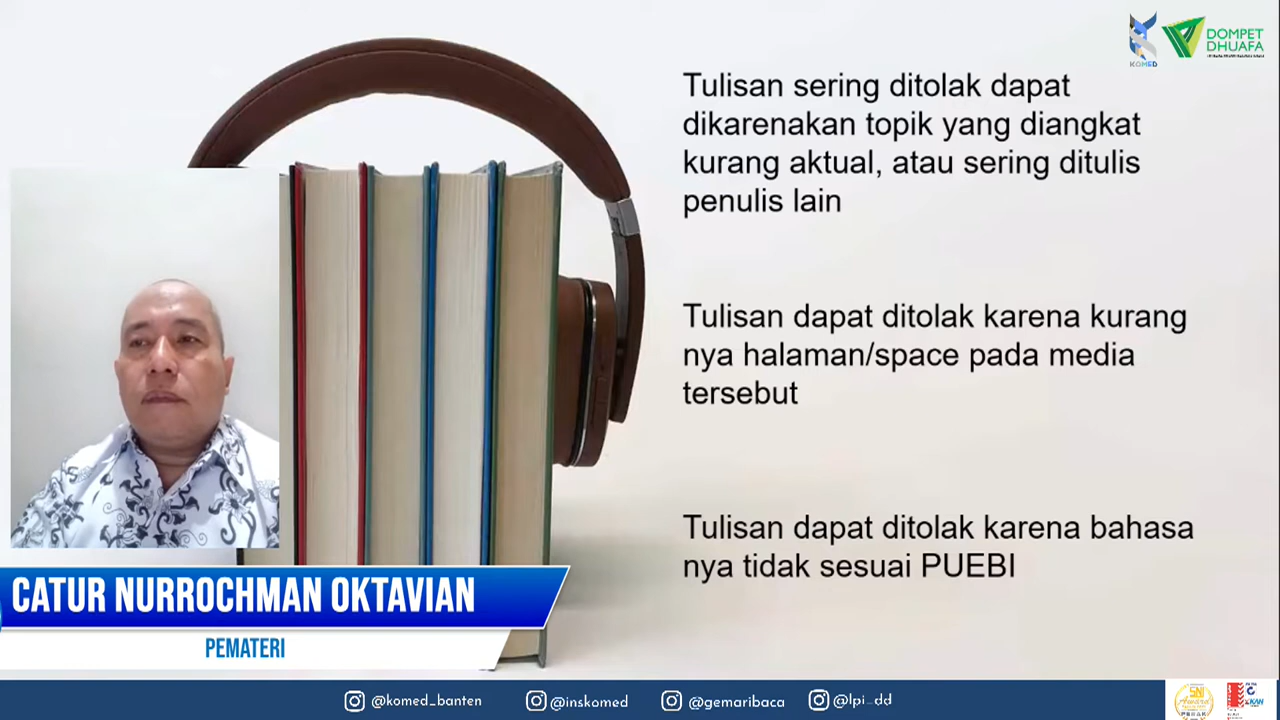 KOMED
DOMPET
DHUAFA
Tulisan sering ditolak dapat
dikarenakan topik yang diangkat
kurang aktual, atau sering ditulis
penulis lain
Tulisan dapat ditolak karena kurang
nya halaman/space pada media
tersebut
Tulisan dapat ditolak karena bahasa
nya tidak sesuai PUEBI
CATUR NURROCHMAN OKTAVIAN
PEMATERI
@komed_banten
@inskomed
@gemaribaca
@lpi_dd
SNI
KAN